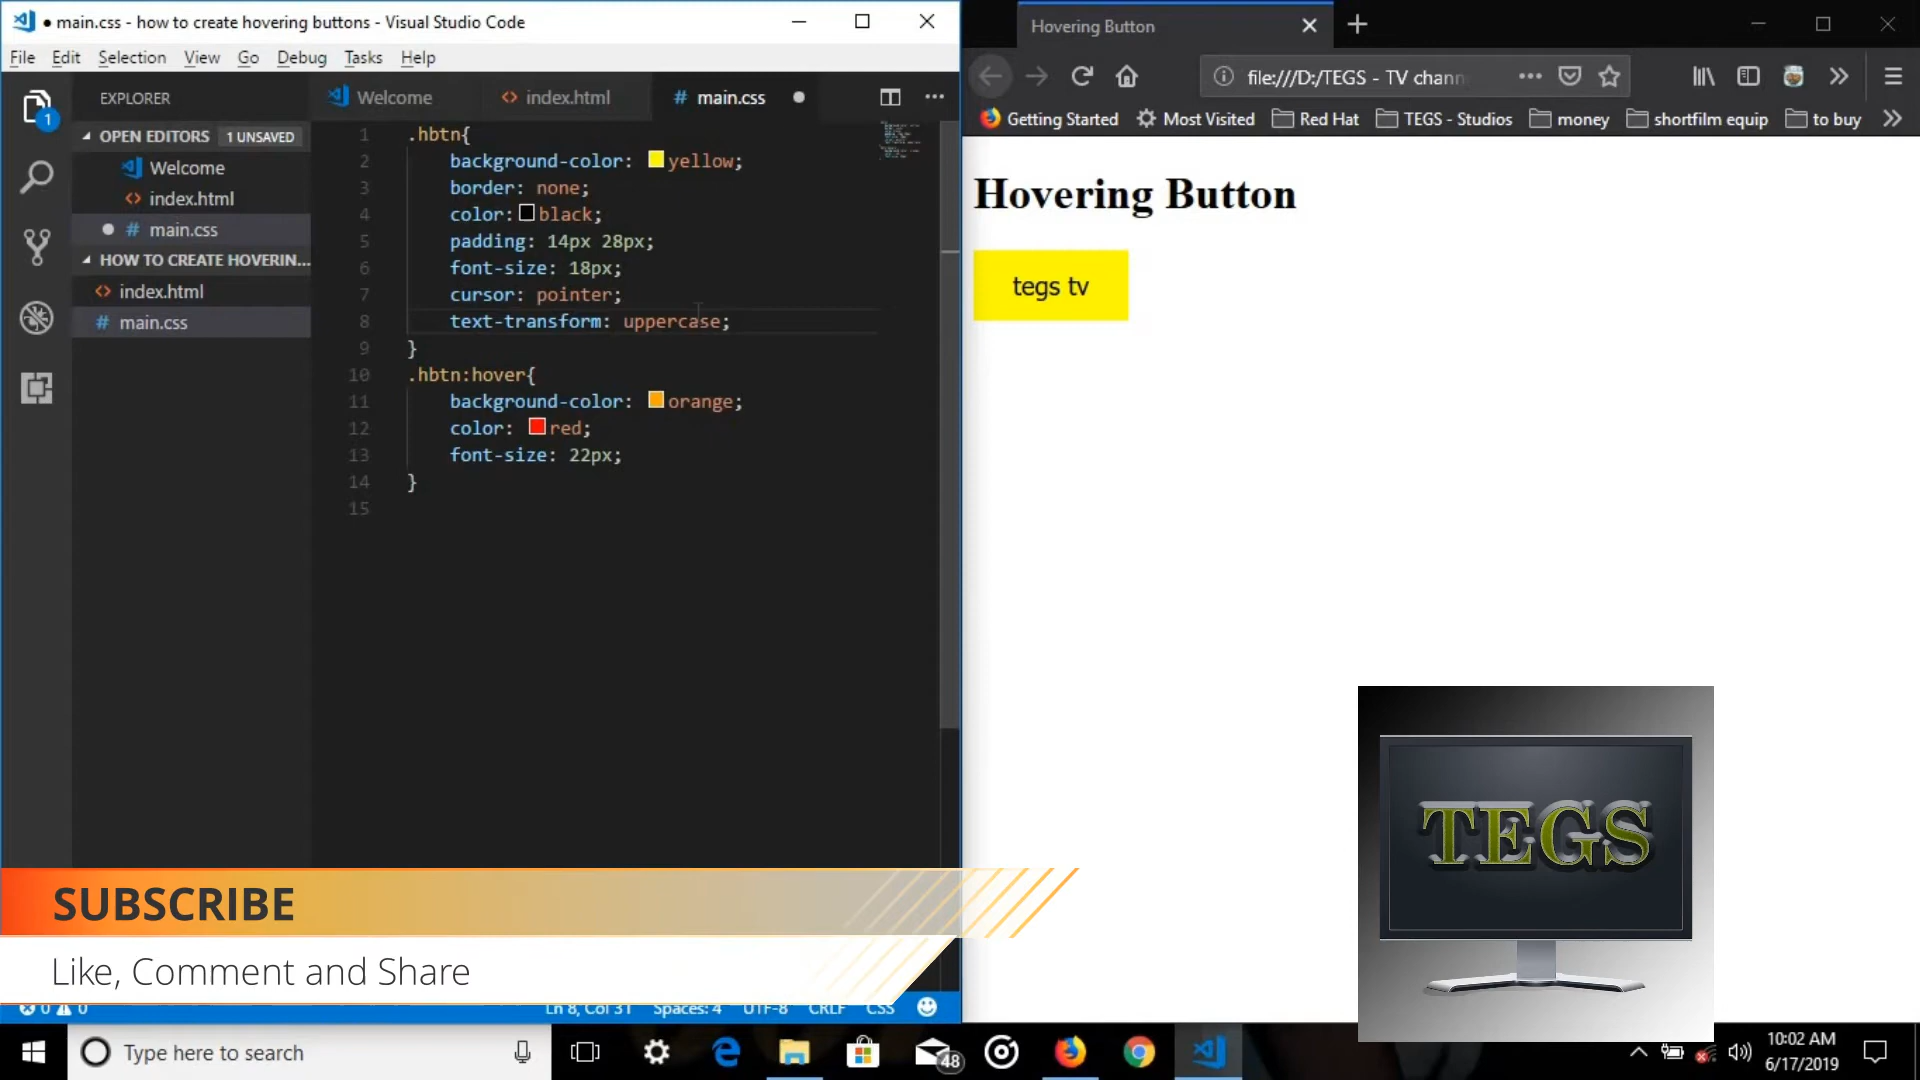 ● main.css - how to create hovering buttons - Visual Studio Code
File Edit Selection View Go Debug Tasks Help
EXPLORER
OPEN EDITORS 1 UNSAVED
Welcome
index.html
# main.css
HOW TO CREATE HOVERIN...
index.html
# main.css
1
Welcome
index.html
# main.css
1 .hbtn{
2 background-color: yellow;
3 border: none;
4 color: black;
5 padding: 14px 28px;
6 font-size: 18px;
7 cursor: pointer;
8 text-transform: uppercase;
9 }
10 .hbtn:hover{
11 background-color: orange;
12 color: red;
13 font-size: 22px;
14 }
15
Hovering Button
file:///D:/TEGS - TV chann
Getting Started Most Visited Red Hat TEGS - Studios money shortfilm equip to buy
Hovering Button
tegs tv
TEGS
SUBSCRIBE
Like, Comment and Share
0 0 Ln 8, Col 31 Spaces: 4 UTF-8 CRLF CSS
Type here to search
48
10:02 AM
6/17/2019